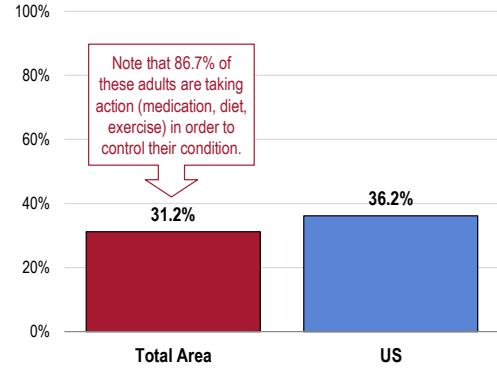 100%
80%
60%
40%
20%
0%
Note that 86.7% of
these adults are taking
action (medication, diet,
exercise) in order to
control their condition.
31.2%
36.2%
Total Area
US